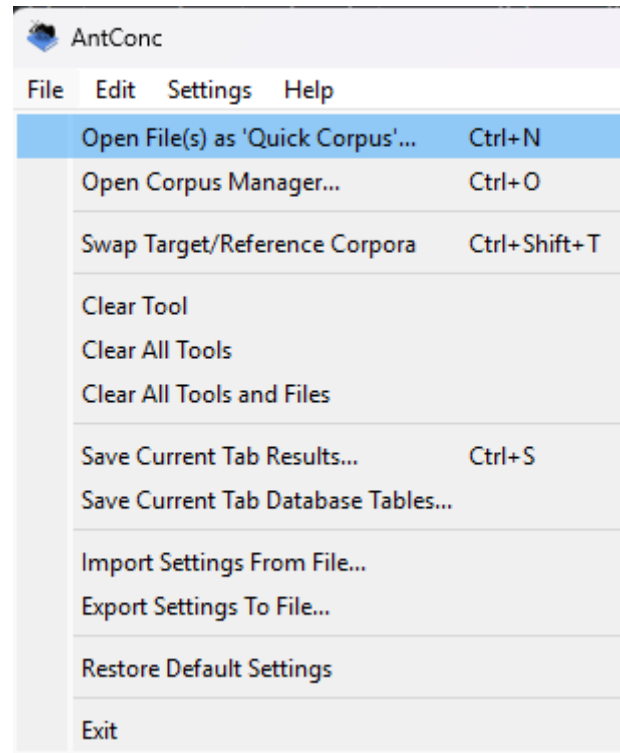 AntConc
File Edit Settings Help
Open File(s) as 'Quick Corpus'... Ctrl+N
Open Corpus Manager... Ctrl+O
Swap Target/Reference Corpora Ctrl+Shift+T
Clear Tool
Clear All Tools
Clear All Tools and Files
Save Current Tab Results... Ctrl+S
Save Current Tab Database Tables...
Import Settings From File...
Export Settings To File...
Restore Default Settings
Exit